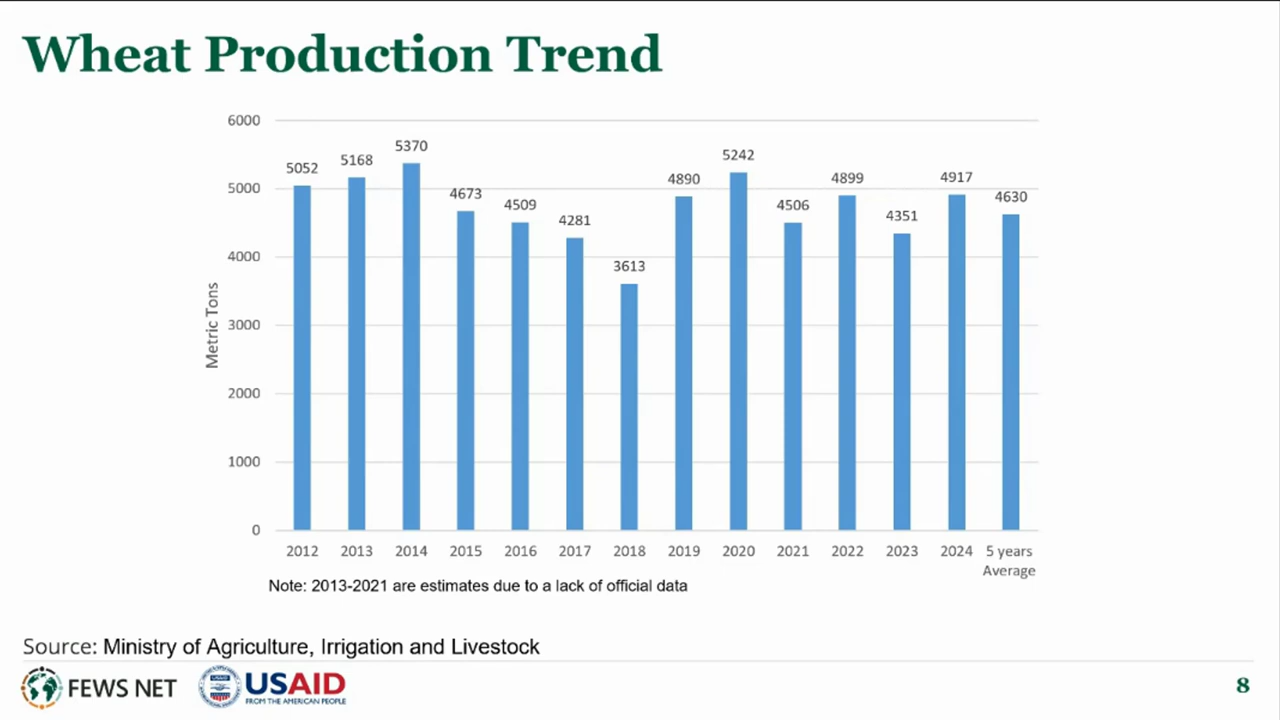 Wheat Production Trend
6000
5000
4000
3000
2000
1000
0
Metric Tons
5052
5168
5370
4673
4509
4281
3613
4890
5242
4506
4899
4351
4917
4630
2012 2013 2014 2015 2016 2017 2018 2019 2020 2021 2022 2023 2024 5 years
Average
Note: 2013-2021 are estimates due to a lack of official data
Source: Ministry of Agriculture, Irrigation and Livestock
FEWS NET
USAID
FROM THE AMERICAN PEOPLE
8